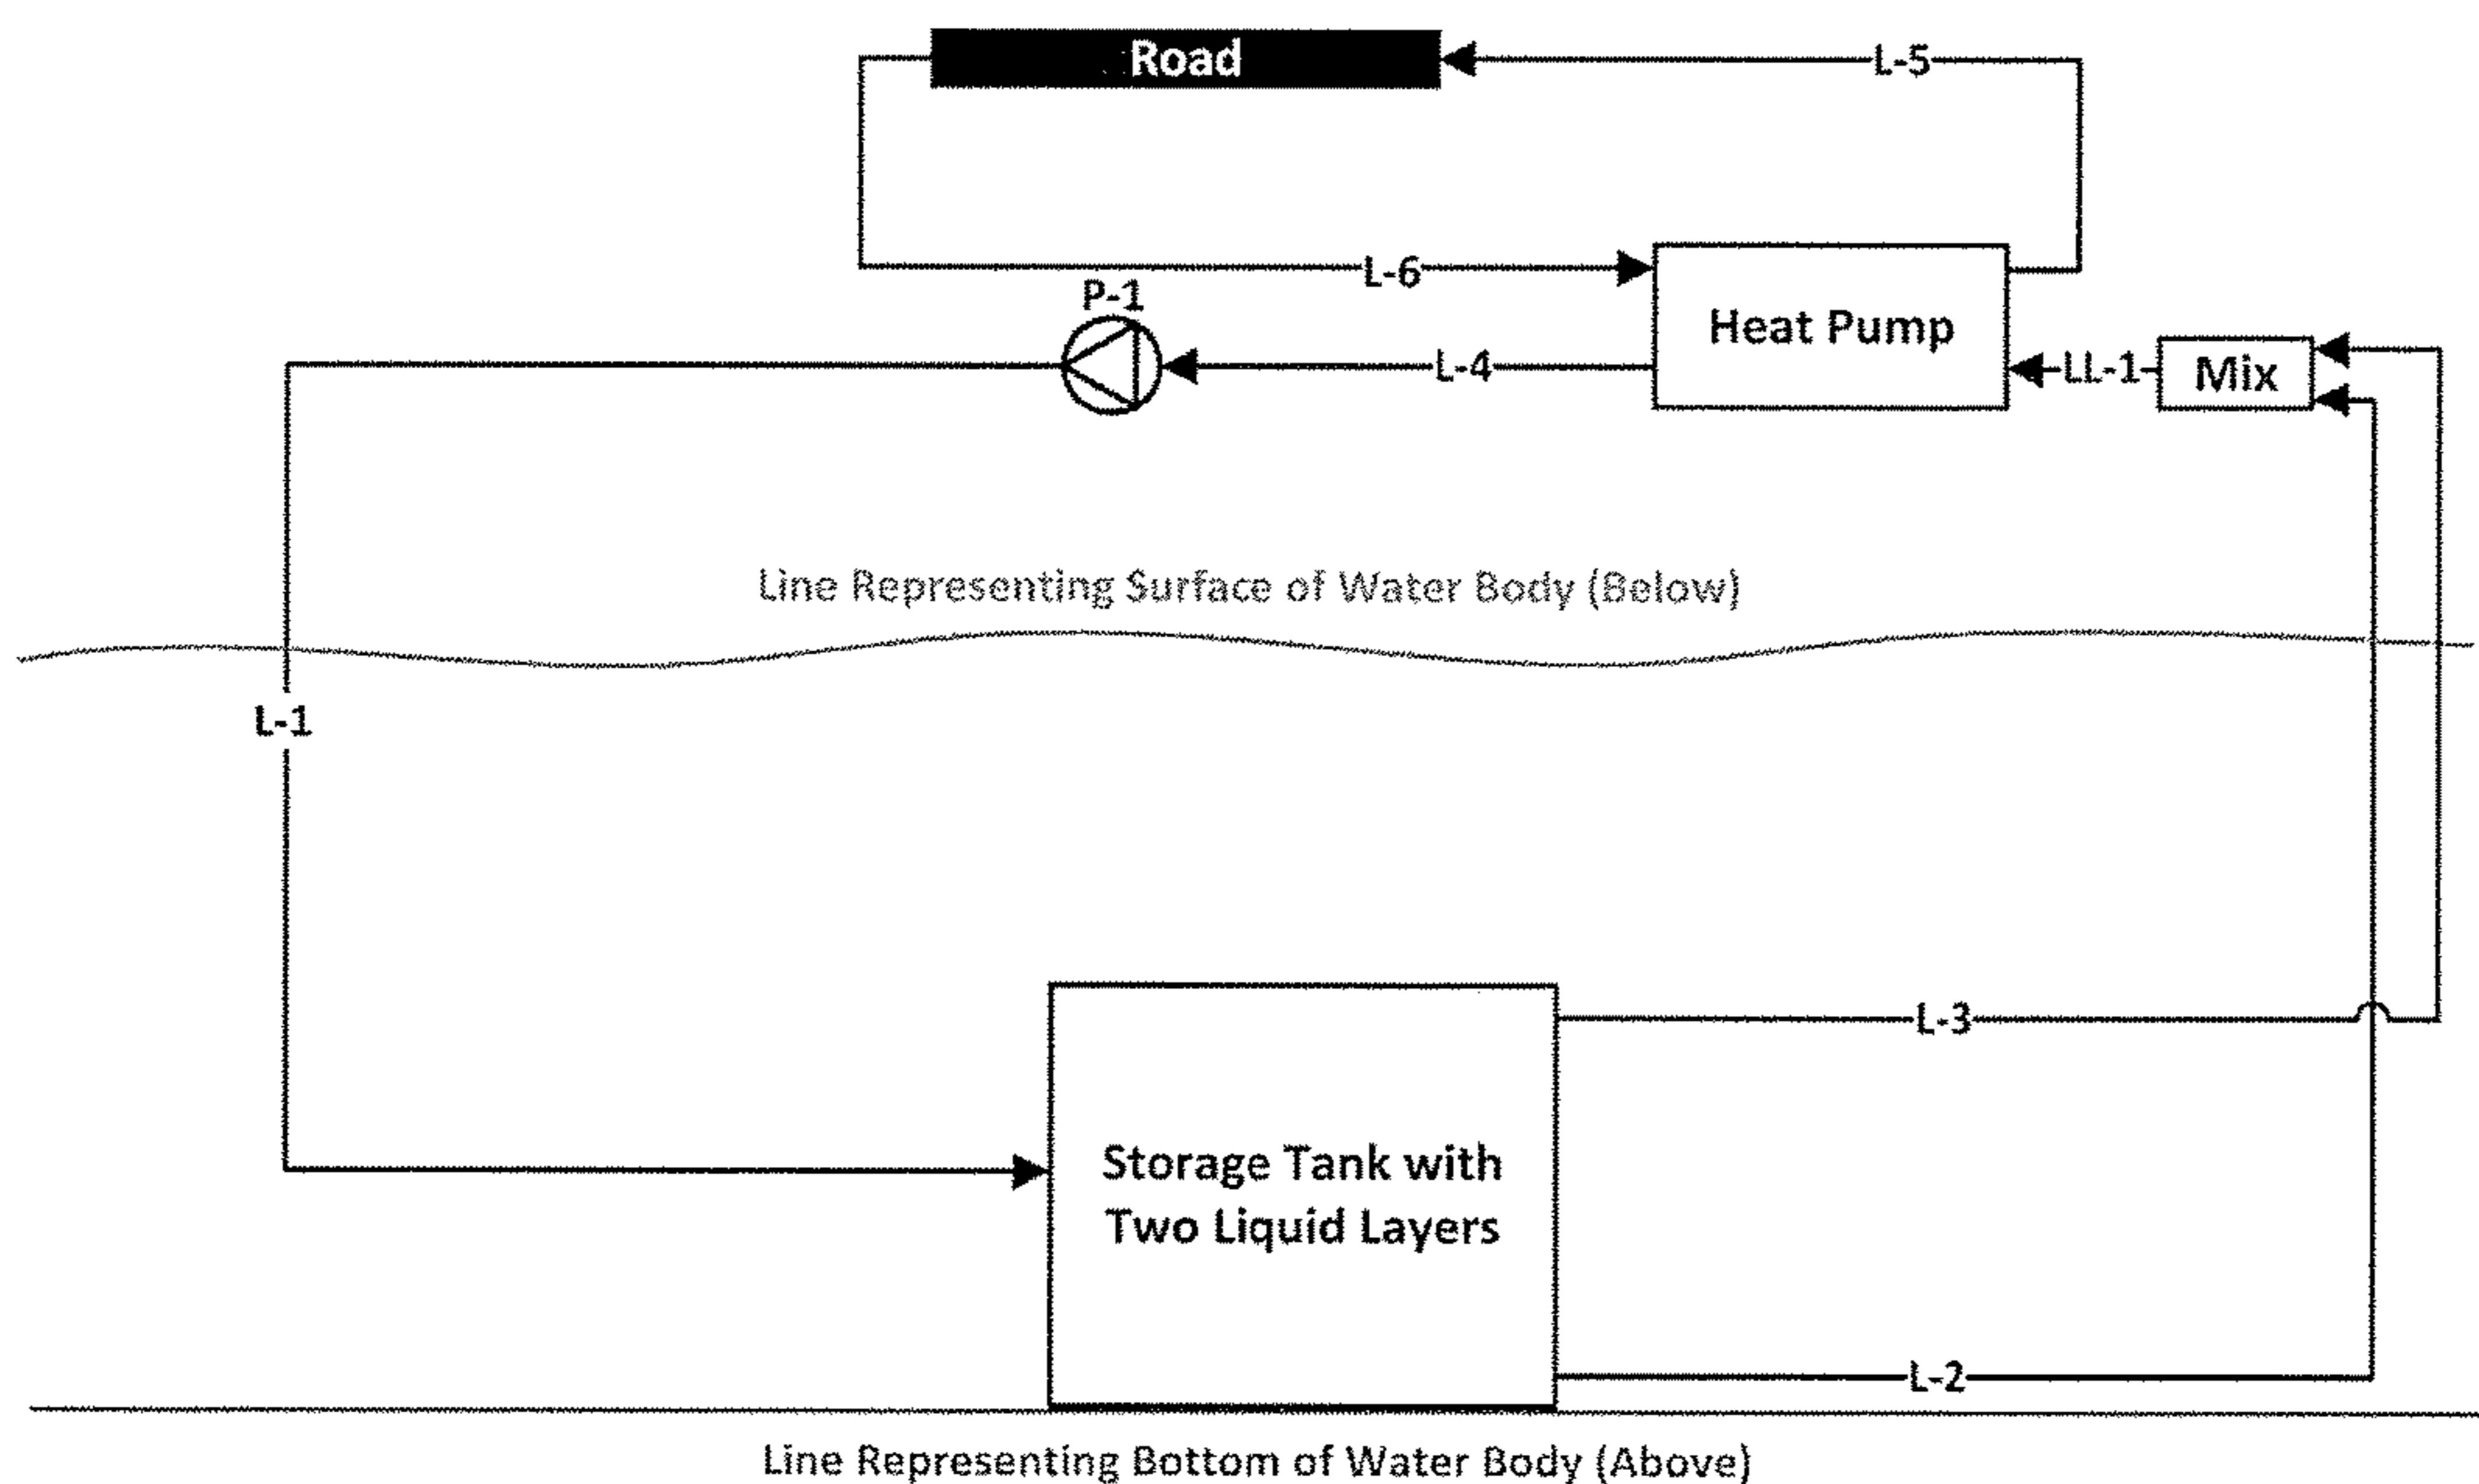 Road
L-5
L-6
P-1
Heat Pump
L-4
LL-1
Mix
Line Representing Surface of Water Body (Below)
L-1
L-3
Storage Tank with
Two Liquid Layers
L-2
Line Representing Bottom of Water Body (Above)